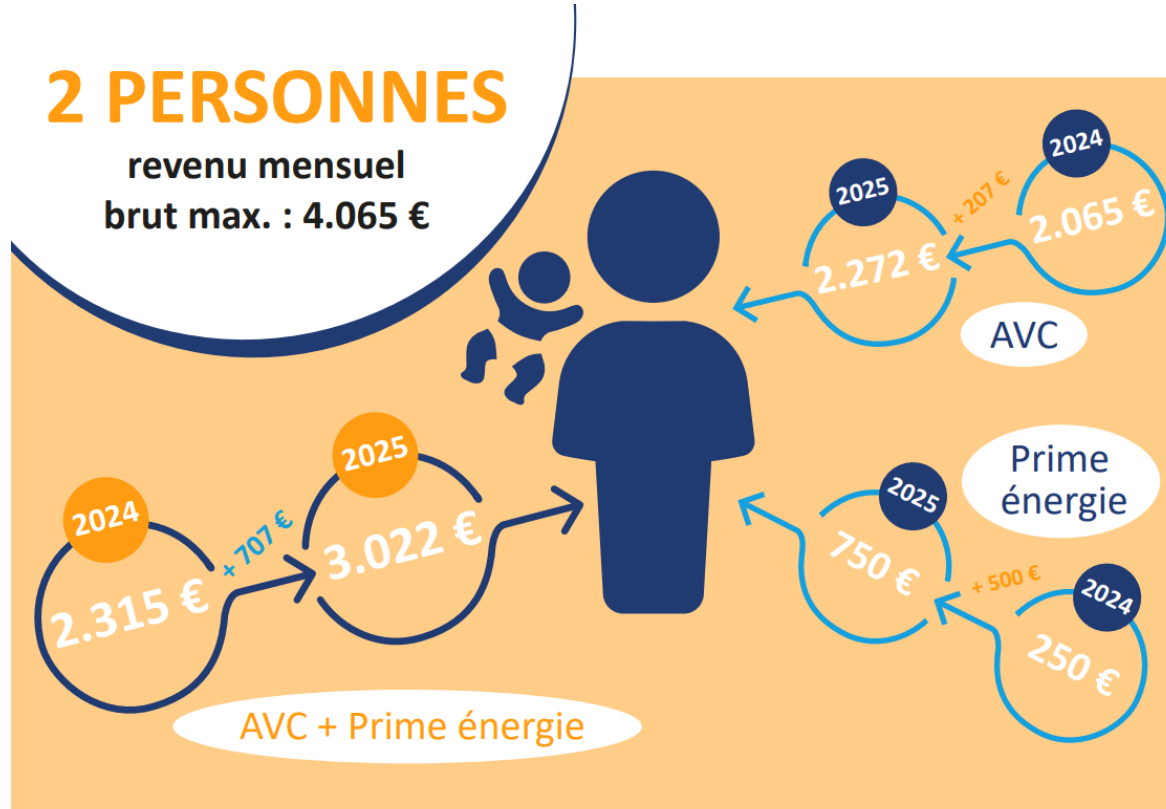 2 PERSONNES
revenu mensuel
brut max. : 4.065 €
2024
2.065 €
+ 207 €
2025
2.272 €
AVC
Prime
énergie
2025
750 €
+ 500 €
2024
250 €
2024
2.315 €
+ 707 €
2025
3.022 €
AVC + Prime énergie